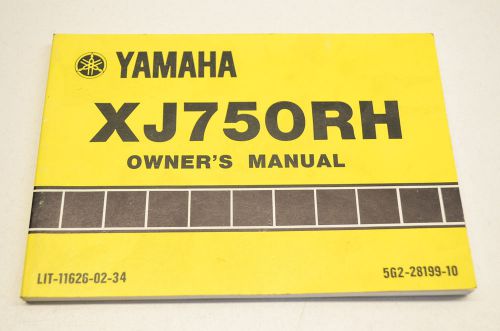 YAMAHA
XJ750RH
OWNER'S MANUAL
LIT-11626-02-34 5G2-28199-10